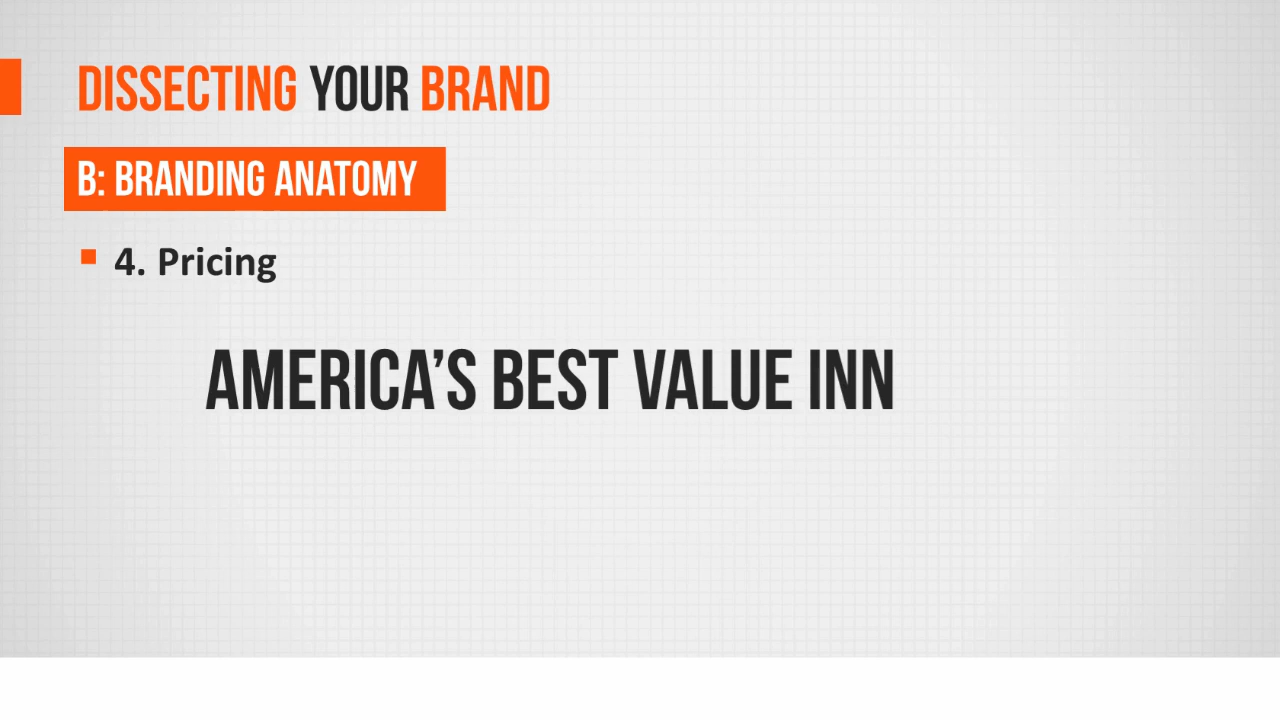 DISSECTING YOUR BRAND
B: BRANDING ANATOMY
4. Pricing
AMERICA'S BEST VALUE INN